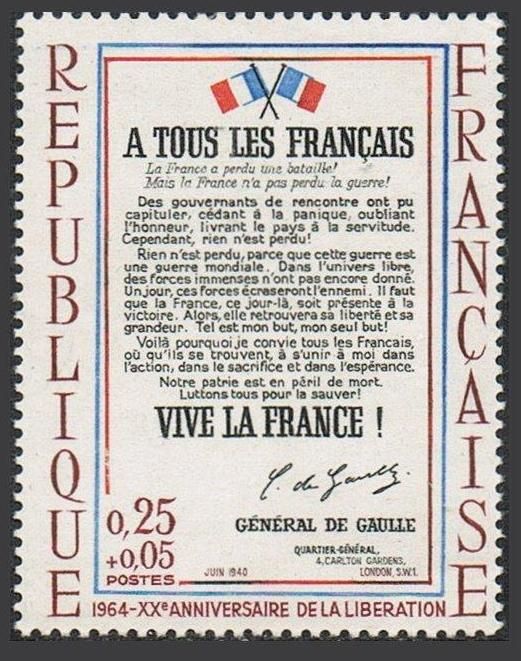 RÉPUBLIQUE
FRANÇAISE
A TOUS LES FRANÇAIS
La France a perdu une bataille!
Mais la France n'a pas perdu la guerre!
Des gouvernants de rencontre ont pu
capituler, cédant à la panique, oubliant
l'honneur, livrant le pays à la servitude.
Cependant, rien n'est perdu!
Rien n'est perdu, parce que cette guerre est
une guerre mondiale. Dans l'univers libre,
des forces immenses n'ont pas encore donné.
Un jour, ces forces écraseront l'ennemi. Il faut
que la France, ce jour-là, soit présente à la
victoire. Alors, elle retrouvera sa liberté et sa
grandeur. Tel est mon but, mon seul but!
Voilà pourquoi je convie tous les Français,
où qu'ils se trouvent, à s'unir à moi dans
l'action, dans le sacrifice et dans l'espérance.
Notre patrie est en péril de mort.
Luttons tous pour la sauver!
VIVE LA FRANCE !
C. de Gaulle
GÉNÉRAL DE GAULLE
QUARTIER-GÉNÉRAL,
4, CARLTON GARDENS,
LONDON, S.W.1.
0,25
+0,05
POSTES
JUIN 1940
1964-XXe ANNIVERSAIRE DE LA LIBERATION